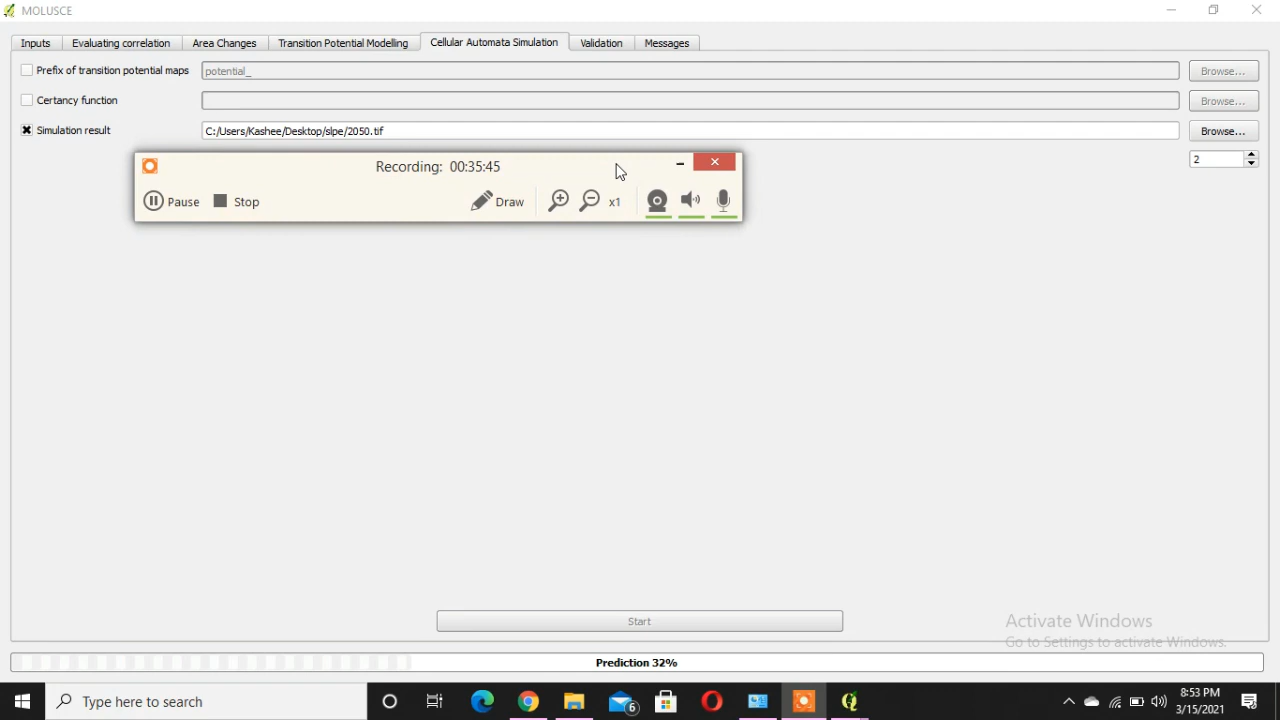 MOLUSCE
Inputs Evaluating correlation Area Changes Transition Potential Modelling Cellular Automata Simulation Validation Messages
Prefix of transition potential maps potential_ Browse...
Certancy function Browse...
Simulation result C:/Users/Kashee/Desktop/slpe/2050.tif Browse...
2
Recording: 00:35:45
Pause Stop Draw x1
Start
Activate Windows
Go to Settings to activate Windows.
Prediction 32%
Type here to search
6
8:53 PM
3/15/2021